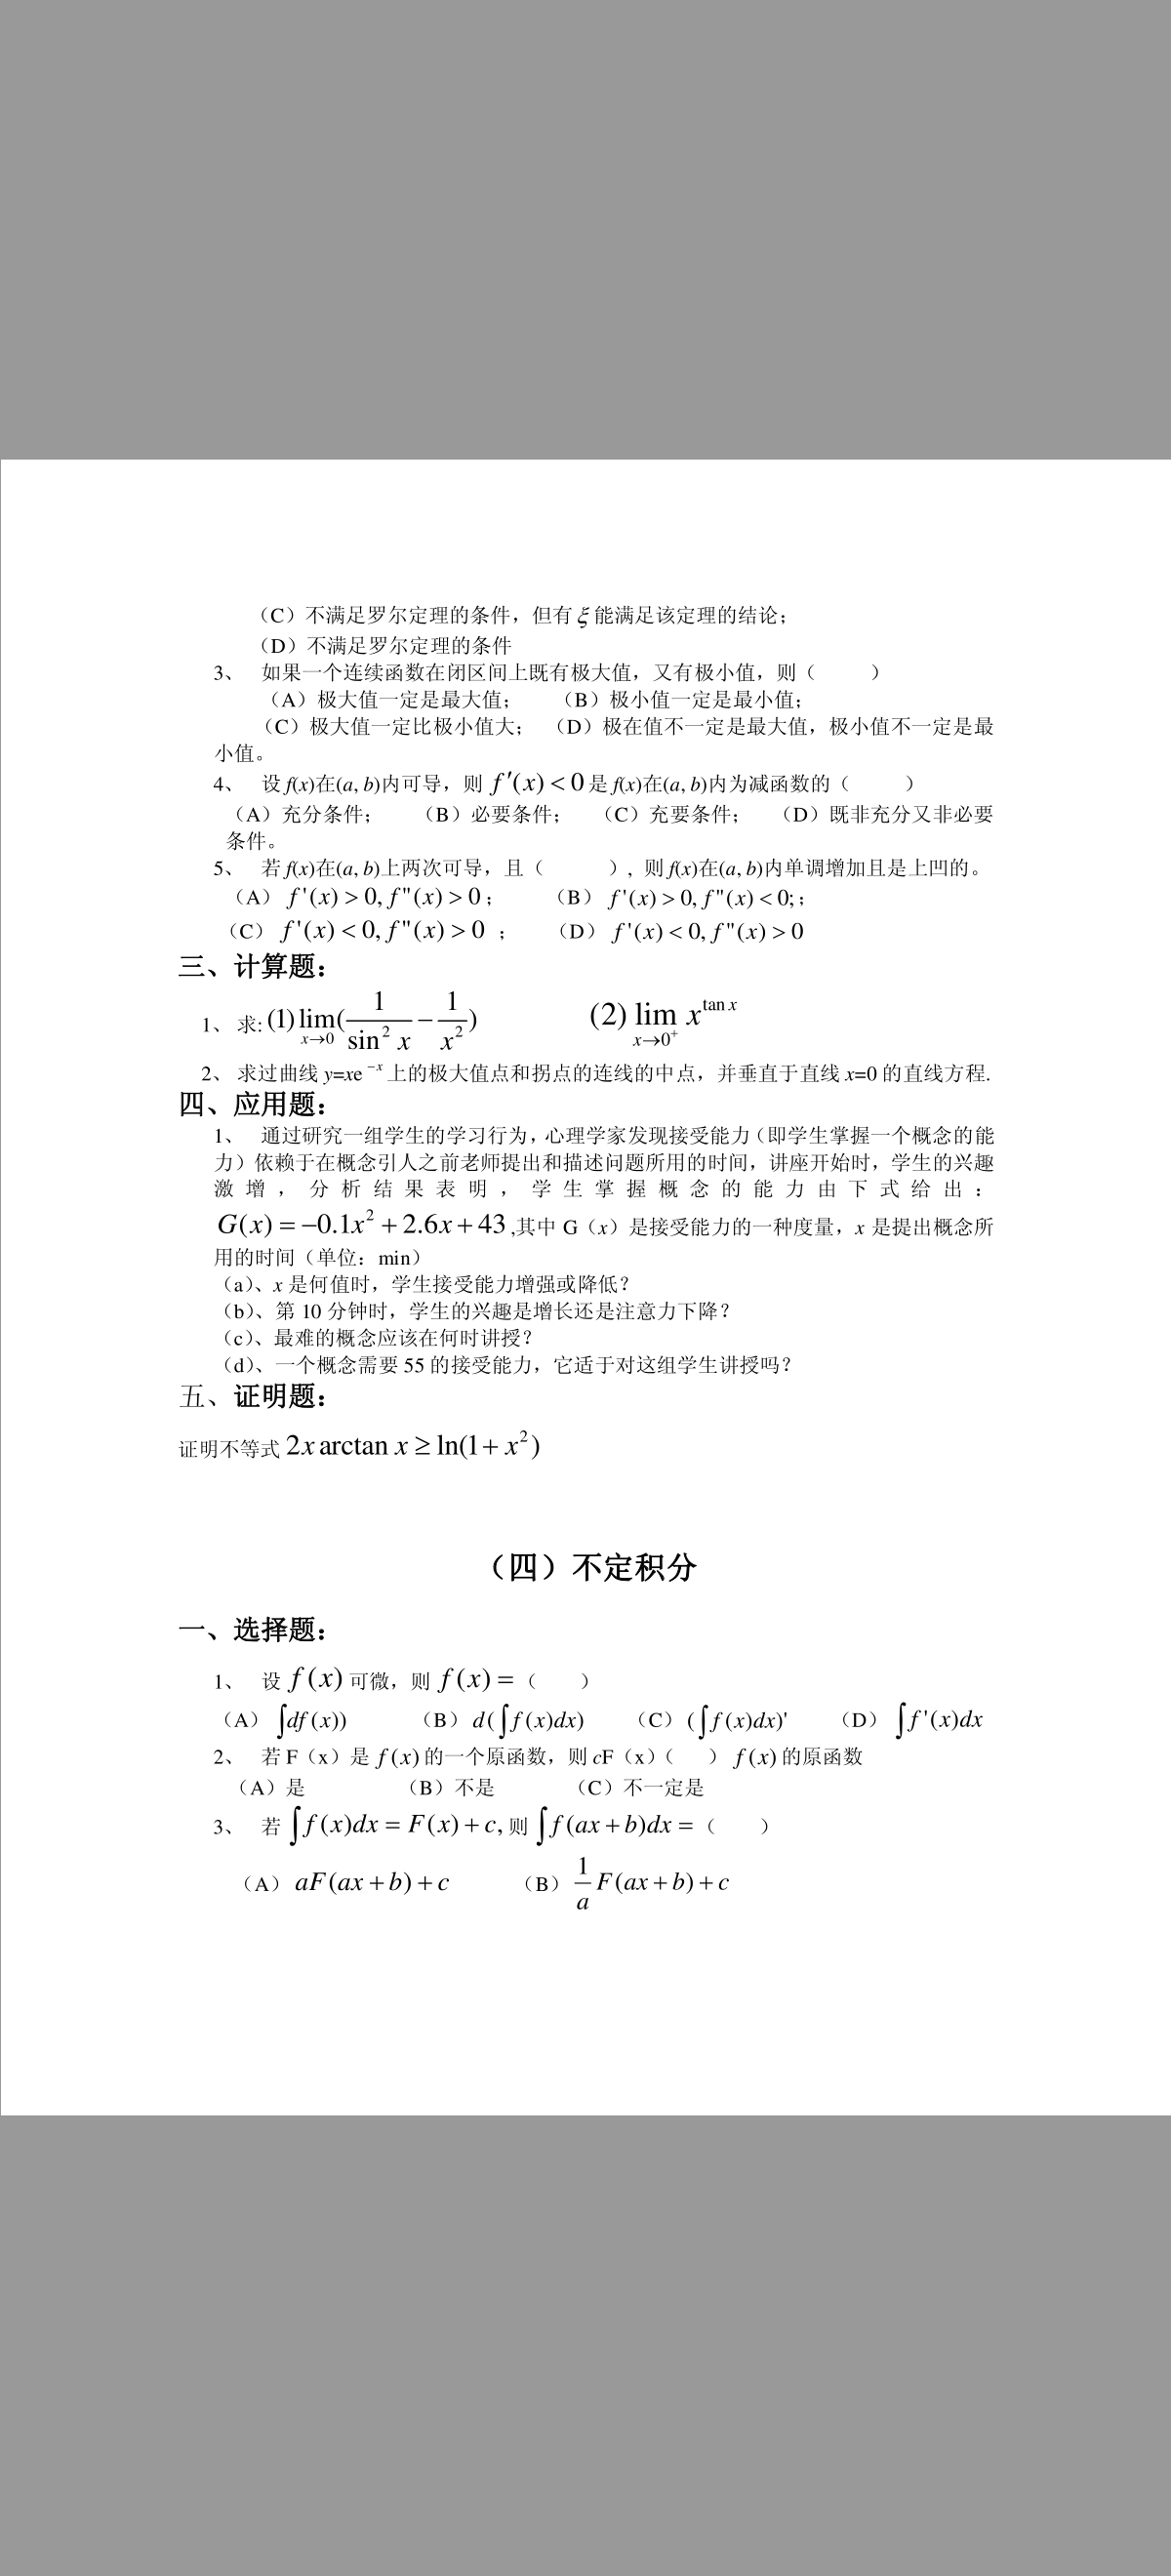 （C）不满足罗尔定理的条件，但有 ξ 能满足该定理的结论；
（D）不满足罗尔定理的条件
3、 如果一个连续函数在闭区间上既有极大值，又有极小值，则（ ）
（A）极大值一定是最大值； （B）极小值一定是最小值；
（C）极大值一定比极小值大； （D）极在值不一定是最大值，极小值不一定是最
小值。
4、 设 f(x)在(a, b)内可导，则 f′(x) < 0 是 f(x)在(a, b)内为减函数的（ ）
（A）充分条件； （B）必要条件； （C）充要条件； （D）既非充分又非必要
条件。
5、 若 f(x)在(a, b)上两次可导，且（ ），则 f(x)在(a, b)内单调增加且是上凹的。
（A） f '(x) > 0, f "(x) > 0； （B） f '(x) > 0, f "(x) < 0;；
（C） f '(x) < 0, f "(x) > 0 ； （D） f '(x) < 0, f "(x) > 0
三、计算题：
1、 求: (1) lim_{x→0} (1/sin² x − 1/x²) (2) lim_{x→0⁺} x^{tan x}
2、 求过曲线 y=xe^{−x} 上的极大值点和拐点的连线的中点，并垂直于直线 x=0 的直线方程.
四、应用题：
1、 通过研究一组学生的学习行为，心理学家发现接受能力（即学生掌握一个概念的能
力）依赖于在概念引人之前老师提出和描述问题所用的时间，讲座开始时，学生的兴趣
激增，分析结果表明，学生掌握概念的能力由下式给出：
G(x) = −0.1x² + 2.6x + 43 ,其中 G（x）是接受能力的一种度量，x 是提出概念所
用的时间（单位：min）
（a）、x 是何值时，学生接受能力增强或降低？
（b）、第 10 分钟时，学生的兴趣是增长还是注意力下降？
（c）、最难的概念应该在何时讲授？
（d）、一个概念需要 55 的接受能力，它适于对这组学生讲授吗？
五、证明题：
证明不等式 2x arctan x ≥ ln(1 + x²)
（四）不定积分
一、选择题：
1、 设 f (x) 可微，则 f (x) = （ ）
（A） ∫df (x)) （B） d(∫f (x)dx) （C） (∫f (x)dx)' （D） ∫f '(x)dx
2、 若 F（x）是 f (x) 的一个原函数，则 cF（x）（ ） f (x) 的原函数
（A）是 （B）不是 （C）不一定是
3、 若 ∫f (x)dx = F(x) + c, 则 ∫f (ax + b)dx = （ ）
（A） aF(ax + b) + c （B） 1/a F(ax + b) + c